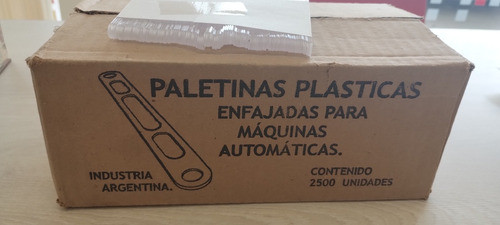 PALETINAS PLASTICAS
ENFAJADAS PARA
MÁQUINAS
AUTOMÁTICAS.
INDUSTRIA
ARGENTINA.
CONTENIDO
2500 UNIDADES